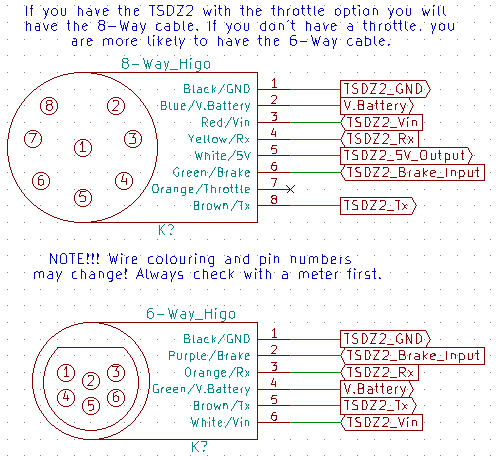 If you have the TSDZ2 with the throttle option you will
have the 8-Way cable. If you don't have a throttle, you
are more likely to have the 6-Way cable.
8-Way_Higo
Black/GND 1 TSDZ2_GND
Blue/V.Battery 2 V.Battery
Red/Vin 3 TSDZ2_Vin
Yellow/Rx 4 TSDZ2_Rx
White/5V 5 TSDZ2_5V_Output
Green/Brake 6 TSDZ2_Brake_Input
Orange/Throttle 7
Brown/Tx 8 TSDZ2_Tx
8 2
7 1 3
6 4
5
K?
NOTE!!! Wire colouring and pin numbers
may change! Always check with a meter first.
6-Way_Higo
Black/GND 1 TSDZ2_GND
Purple/Brake 2 TSDZ2_Brake_Input
Orange/Rx 3 TSDZ2_Rx
Green/V.Battery 4 V.Battery
Brown/Tx 5 TSDZ2_Tx
White/Vin 6 TSDZ2_Vin
1 2 3
4 5 6
K?